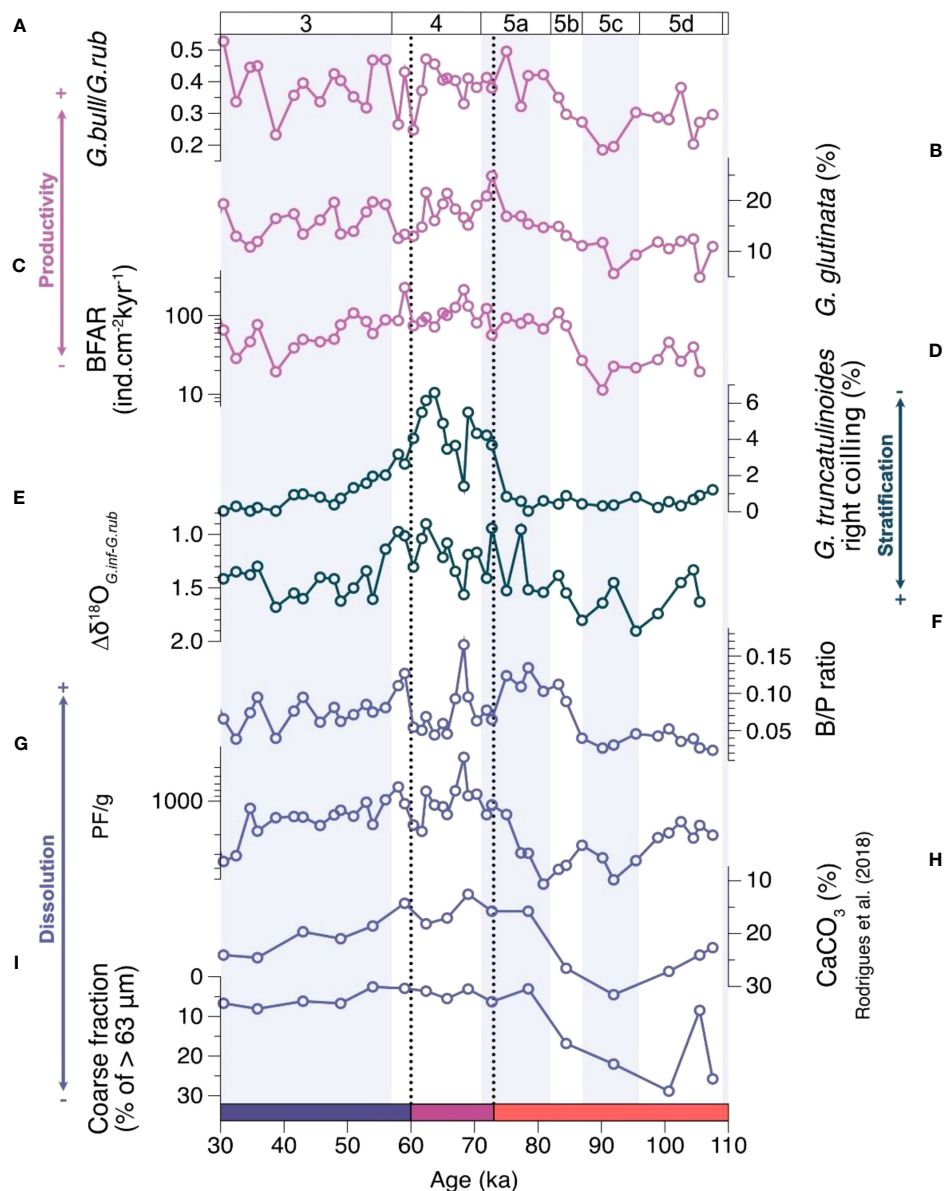 A
3 4 5a 5b 5c 5d
G.bull/G.rub
0.5
0.4
0.3
0.2
+
Productivity
-
B
G. glutinata (%)
20
10
C
BFAR
(ind.cm⁻²kyr⁻¹)
100
10
D
G. truncatulinoides
right coilling (%)
6
4
2
0
-
Stratification
+
E
Δδ¹⁸O G.inf-G.rub
1.0
1.5
2.0
F
B/P ratio
0.15
0.10
0.05
+
Dissolution
-
G
PF/g
1000
H
CaCO₃ (%)
Rodrigues et al. (2018)
10
20
30
I
Coarse fraction
(% of > 63 µm)
0
10
20
30
30 40 50 60 70 80 90 100 110
Age (ka)